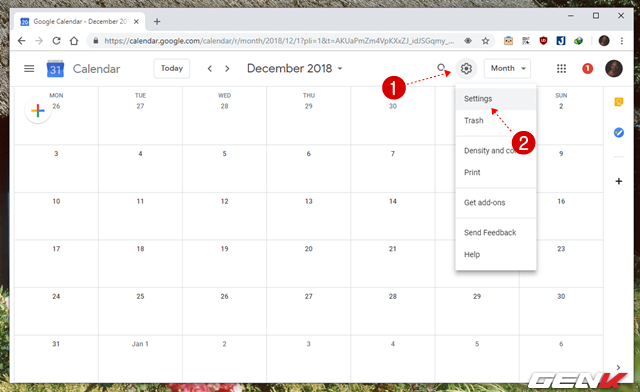 Google Calendar - December 2018
https://calendar.google.com/calendar/r/month/2018/12/1?pli=1&t=AKUaPmZm4VpKXxZJ_idJSGqmy_...
31 Calendar Today December 2018 Month 1
1
MON TUE WED THU FRI SUN
26 27 28 29 30 2
Settings
Trash
2
Density and co
Print
Get add-ons
Send Feedback
Help
3 4 5 6 7 9
10 11 12 13 14 16
17 18 19 20 21 23
24 25 26 27 28 29 30
31 Jan 1 2 3 4 5 6
GENK